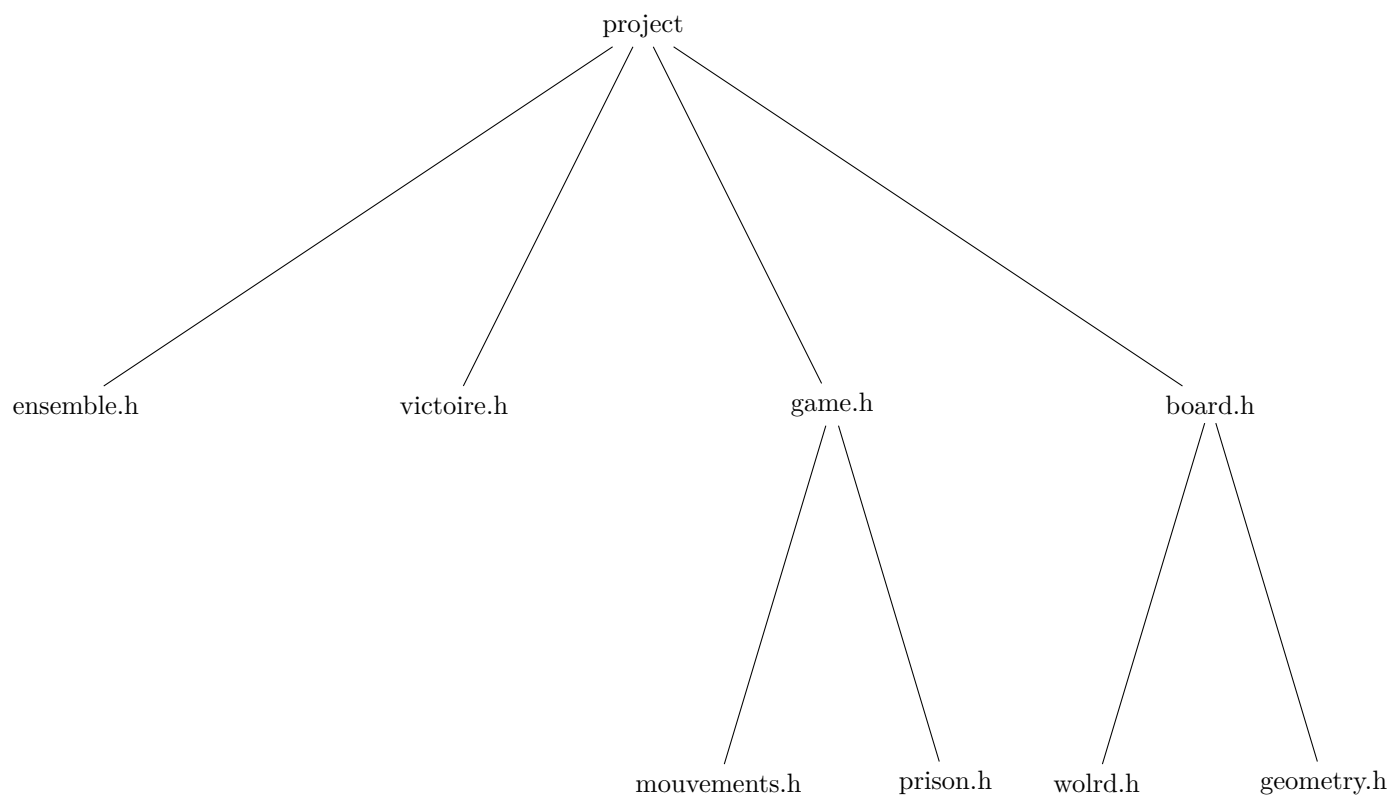 project
ensemble.h
victoire.h
game.h
board.h
mouvements.h
prison.h
wolrd.h
geometry.h